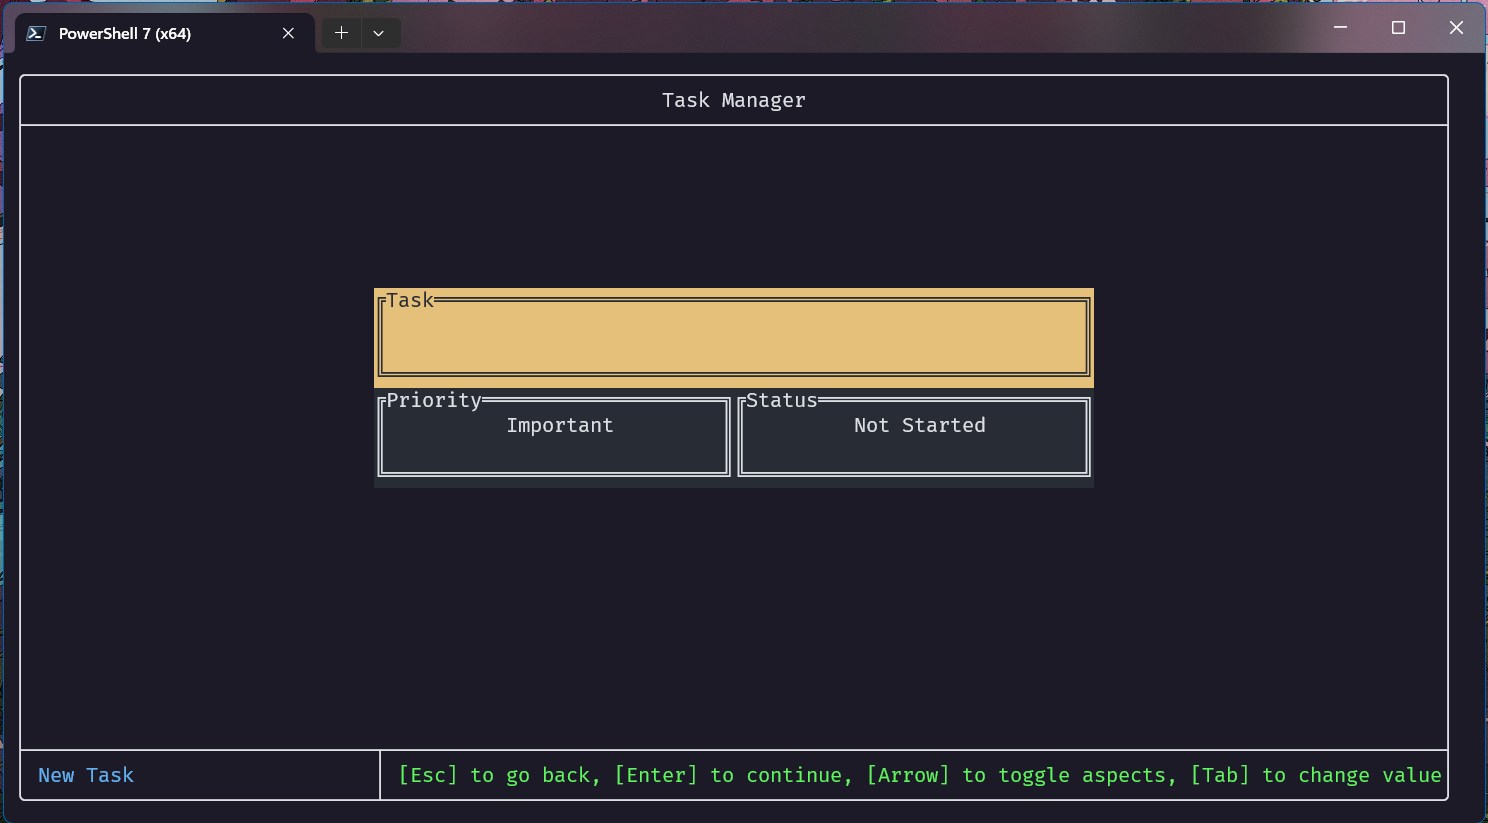 PowerShell 7 (x64)
Task Manager
Task
Priority
Status
Important
Not Started
New Task
[Esc] to go back, [Enter] to continue, [Arrow] to toggle aspects, [Tab] to change value